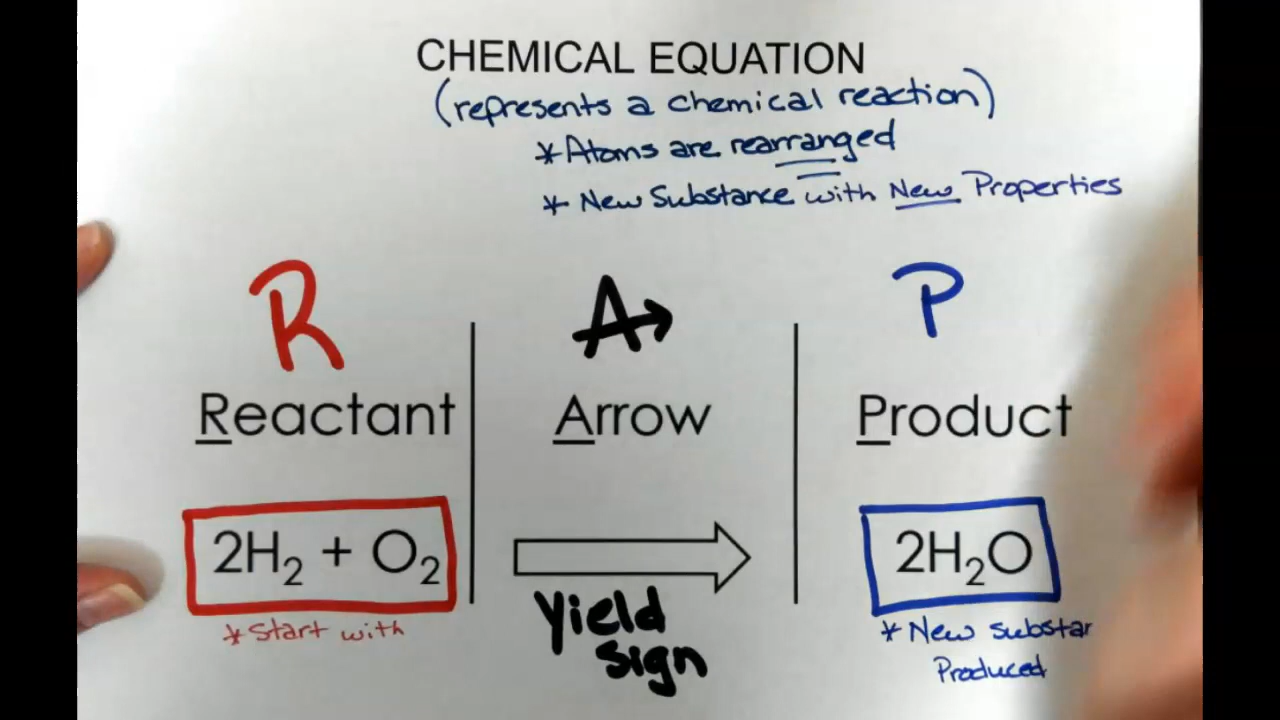 CHEMICAL EQUATION
(represents a chemical reaction)
* Atoms are rearranged
* New Substance with New Properties
R A P
Reactant Arrow Product
2H₂ + O₂ 2H₂O
* Start with Yield sign * New substan
Produced